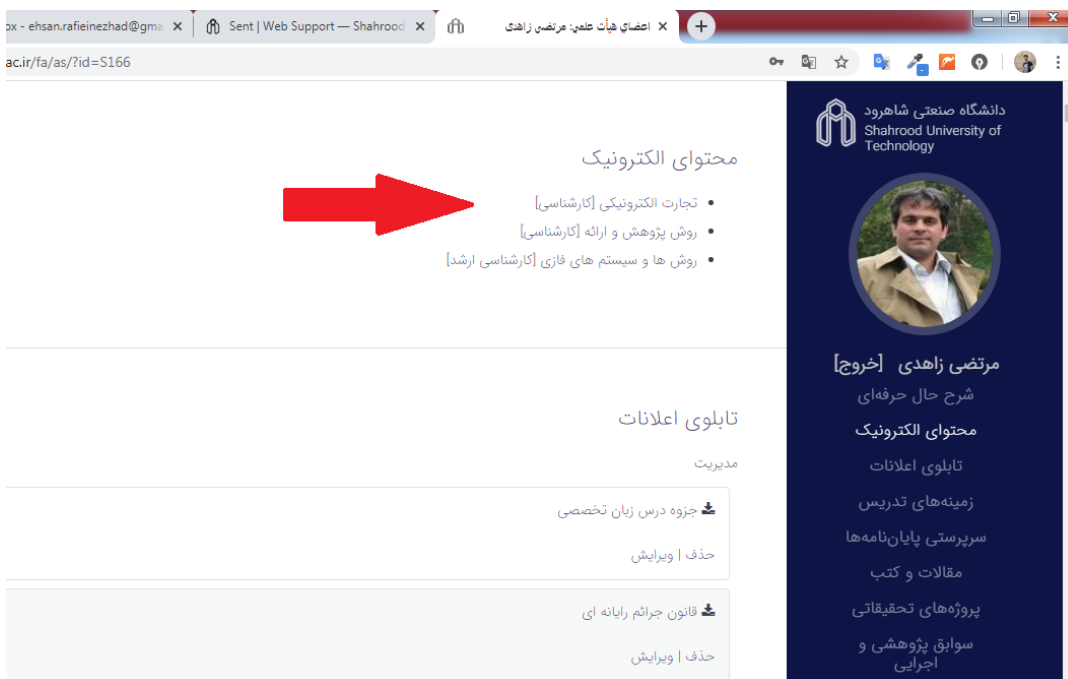 ox - ehsan.rafieinezhad@gma
Sent | Web Support — Shahrood
اعضاي هيأت علمي: مرتضی زاهدی
ac.ir/fa/as/?id=S166
دانشگاه صنعتی شاهرود
Shahrood University of
Technology
مرتضی زاهدی [خروج]
شرح حال حرفه‌ای
محتوای الکترونیک
تابلوی اعلانات
زمینه‌های تدریس
سرپرستی پایان‌نامه‌ها
مقالات و کتب
پروژه‌های تحقیقاتی
سوابق پژوهشی و
اجرایی
محتوای الکترونیک
تجارت الکترونیکی [کارشناسی]
روش پژوهش و ارائه [کارشناسی]
روش ها و سیستم های فازی [کارشناسی ارشد]
تابلوی اعلانات
مدیریت
جزوه درس زبان تخصصی
حذف | ویرایش
قانون جرائم رایانه ای
حذف | ویرایش